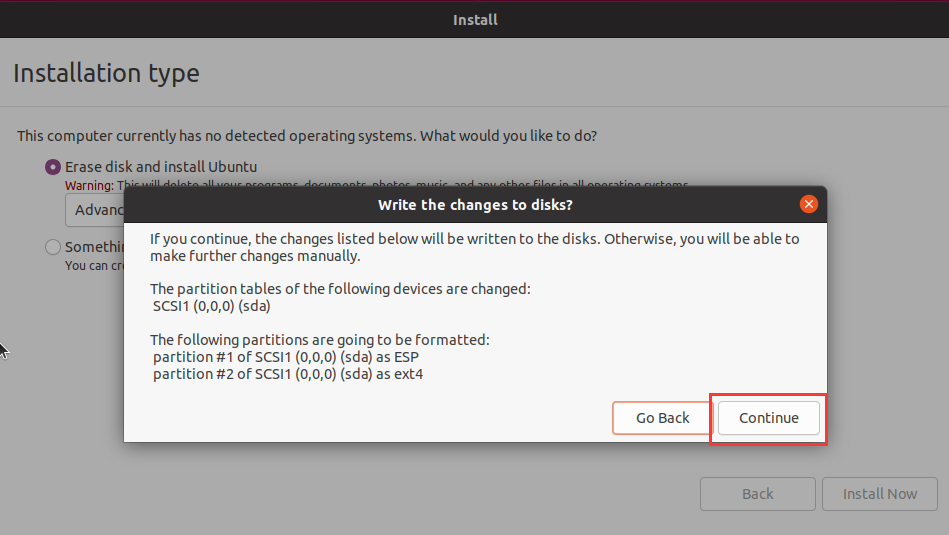 Install
Installation type
This computer currently has no detected operating systems. What would you like to do?
Erase disk and install Ubuntu
Warning: This will delete all your programs, documents, photos, music, and any other files in all operating systems.
Advanc
Somethin
You can cre
Write the changes to disks?
If you continue, the changes listed below will be written to the disks. Otherwise, you will be able to
make further changes manually.
The partition tables of the following devices are changed:
SCSI1 (0,0,0) (sda)
The following partitions are going to be formatted:
partition #1 of SCSI1 (0,0,0) (sda) as ESP
partition #2 of SCSI1 (0,0,0) (sda) as ext4
Go Back
Continue
Back
Install Now